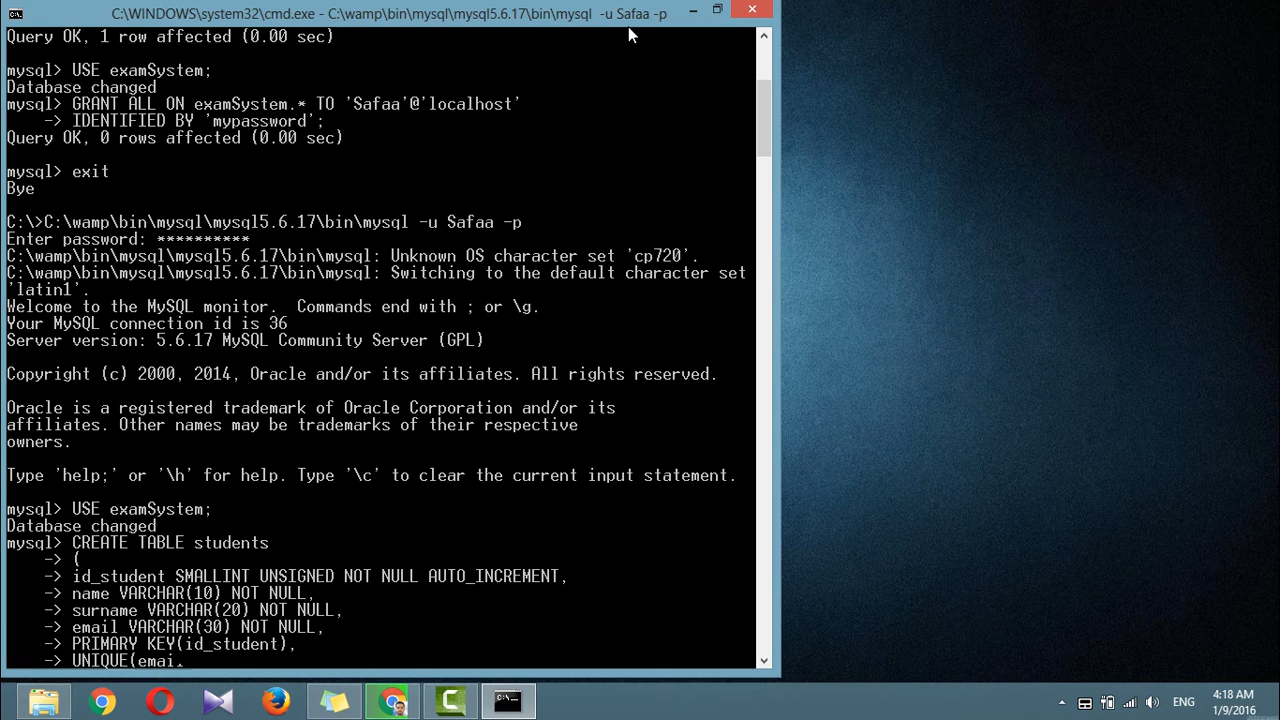 C:\WINDOWS\system32\cmd.exe - C:\wamp\bin\mysql\mysql5.6.17\bin\mysql -u Safaa -p
Query OK, 1 row affected (0.00 sec)
mysql> USE examSystem;
Database changed
mysql> GRANT ALL ON examSystem.* TO 'Safaa'@'localhost'
-> IDENTIFIED BY 'mypassword';
Query OK, 0 rows affected (0.00 sec)
mysql> exit
Bye
C:\>C:\wamp\bin\mysql\mysql5.6.17\bin\mysql -u Safaa -p
Enter password: **********
C:\wamp\bin\mysql\mysql5.6.17\bin\mysql: Unknown OS character set 'cp720'.
C:\wamp\bin\mysql\mysql5.6.17\bin\mysql: Switching to the default character set
'latin1'.
Welcome to the MySQL monitor.  Commands end with ; or \g.
Your MySQL connection id is 36
Server version: 5.6.17 MySQL Community Server (GPL)
Copyright (c) 2000, 2014, Oracle and/or its affiliates. All rights reserved.
Oracle is a registered trademark of Oracle Corporation and/or its
affiliates. Other names may be trademarks of their respective
owners.
Type 'help;' or '\h' for help. Type '\c' to clear the current input statement.
mysql> USE examSystem;
Database changed
mysql> CREATE TABLE students
-> (
-> id_student SMALLINT UNSIGNED NOT NULL AUTO_INCREMENT,
-> name VARCHAR(10) NOT NULL,
-> surname VARCHAR(20) NOT NULL,
-> email VARCHAR(30) NOT NULL,
-> PRIMARY KEY(id_student),
-> UNIQUE(emai
ENG
4:18 AM
1/9/2016